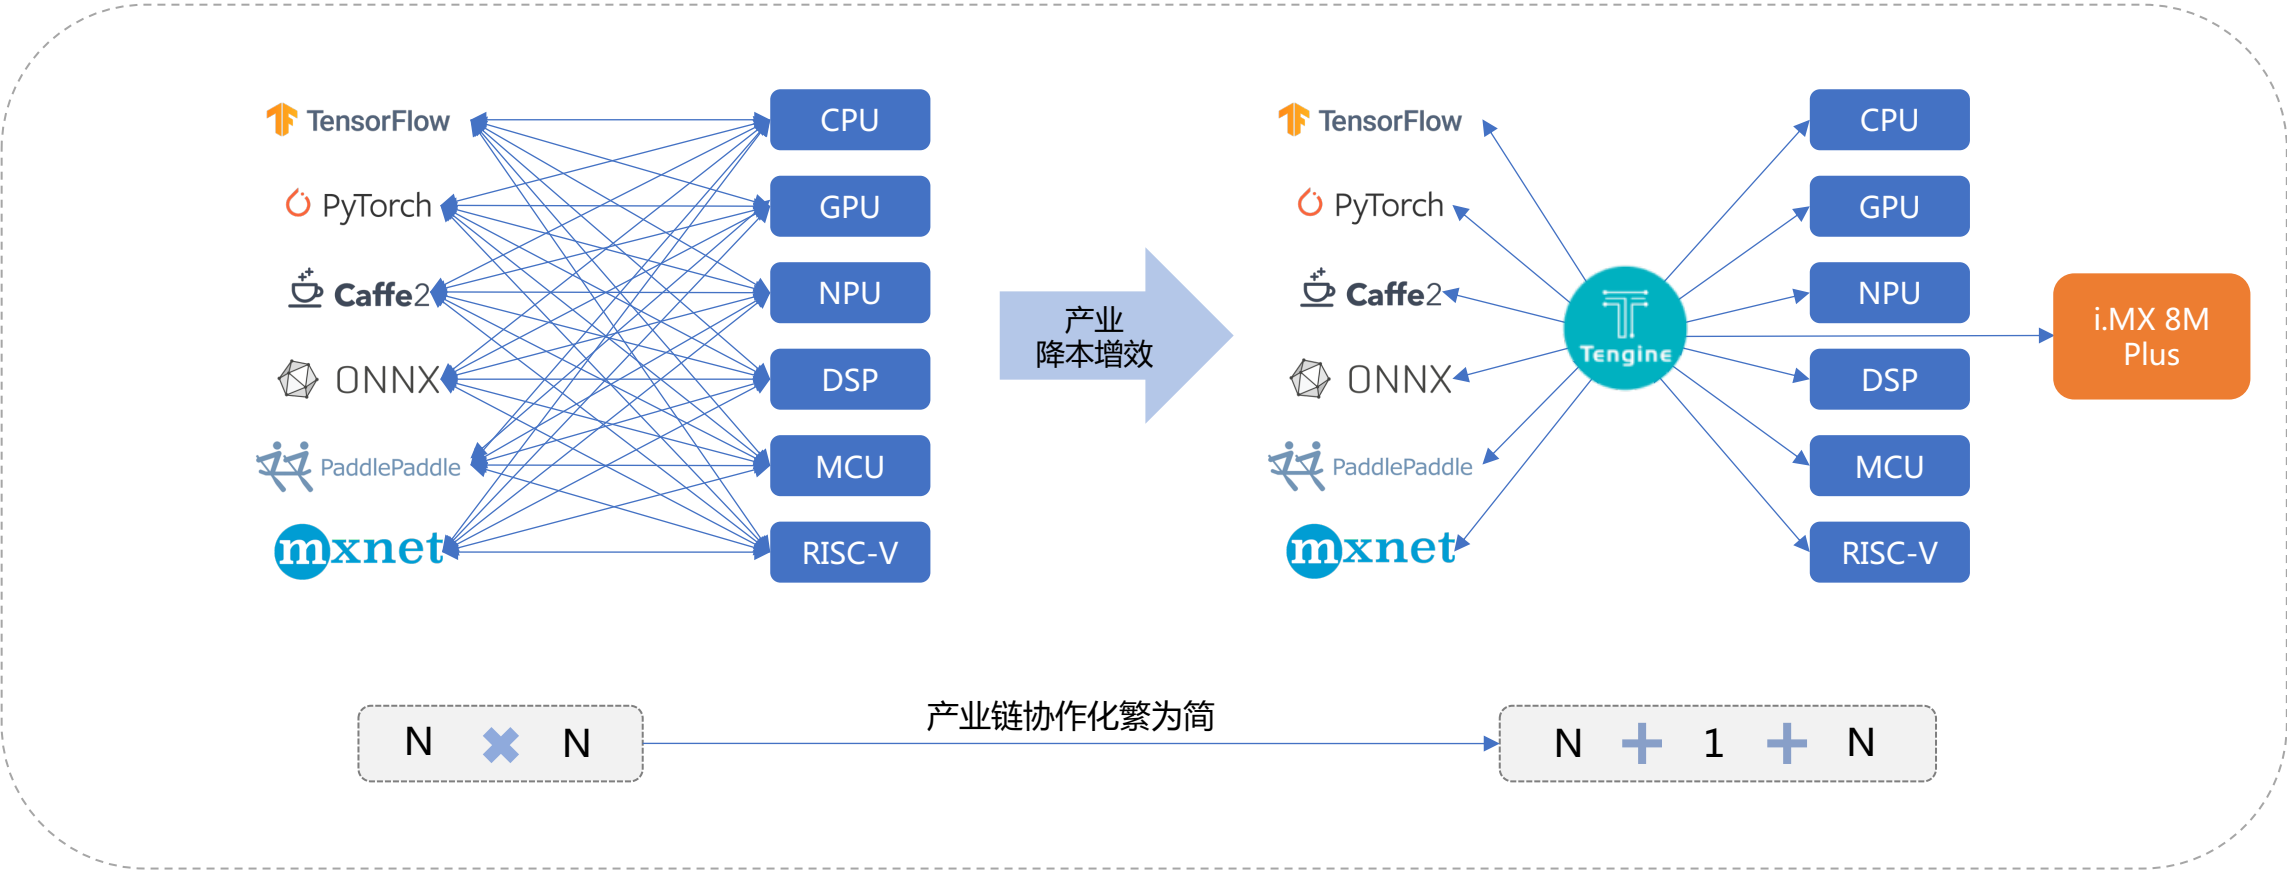 TensorFlow
PyTorch
Caffe2
ONNX
PaddlePaddle
mxnet
CPU
GPU
NPU
DSP
MCU
RISC-V
产业
降本增效
TensorFlow
PyTorch
Caffe2
ONNX
PaddlePaddle
mxnet
Tengine
CPU
GPU
NPU
DSP
MCU
RISC-V
i.MX 8M
Plus
N ✖ N
产业链协作化繁为简
N + 1 + N